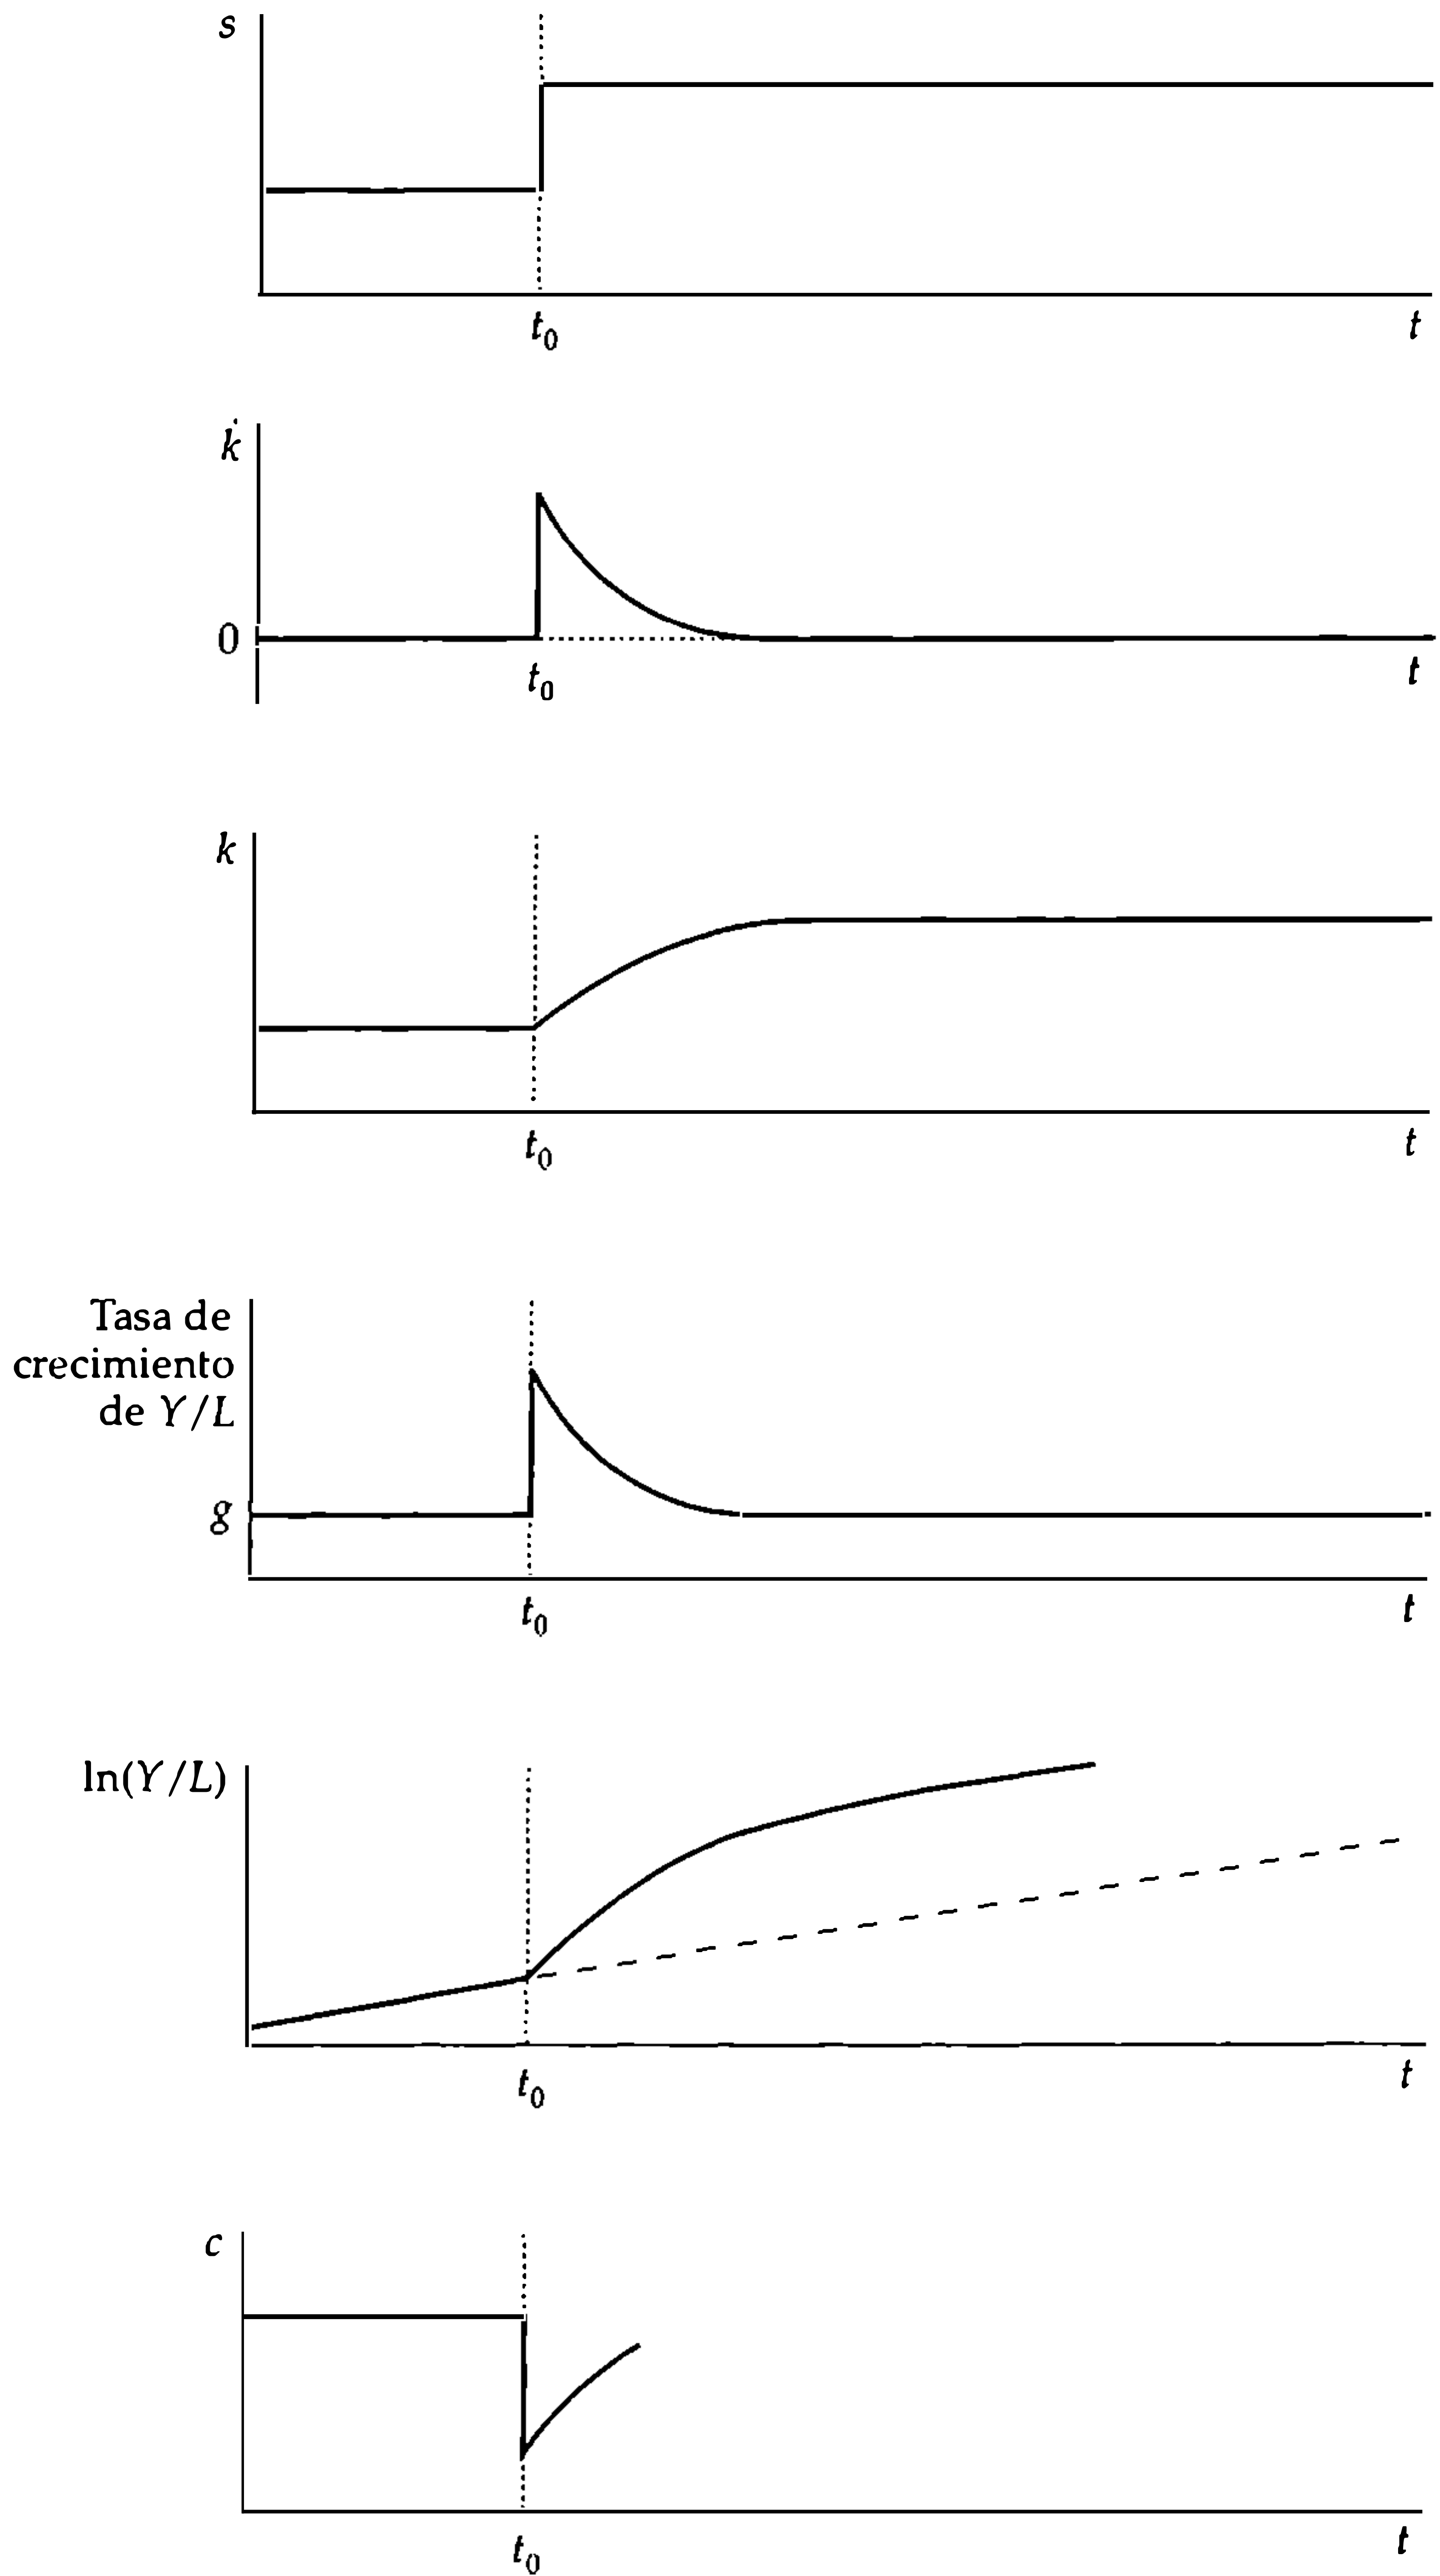 s
t₀
t
k̇
0
t₀
t
k
t₀
t
Tasa de
crecimiento
de Y/L
g
t₀
t
ln(Y/L)
t₀
t
c
t₀
t